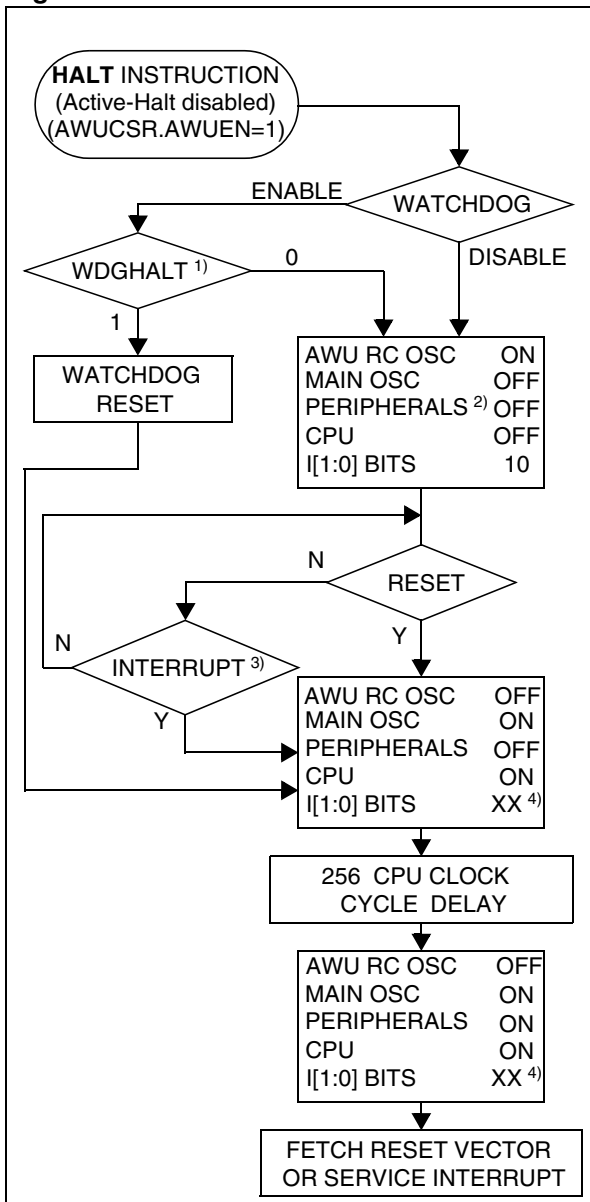 HALT INSTRUCTION
(Active-Halt disabled)
(AWUCSR.AWUEN=1)
ENABLE
WATCHDOG
WDGHALT 1)
0
DISABLE
1
WATCHDOG
RESET
AWU RC OSC ON
MAIN OSC OFF
PERIPHERALS 2) OFF
CPU OFF
I[1:0] BITS 10
N
RESET
N
Y
INTERRUPT 3)
Y
AWU RC OSC OFF
MAIN OSC ON
PERIPHERALS OFF
CPU ON
I[1:0] BITS XX 4)
256 CPU CLOCK
CYCLE DELAY
AWU RC OSC OFF
MAIN OSC ON
PERIPHERALS ON
CPU ON
I[1:0] BITS XX 4)
FETCH RESET VECTOR
OR SERVICE INTERRUPT